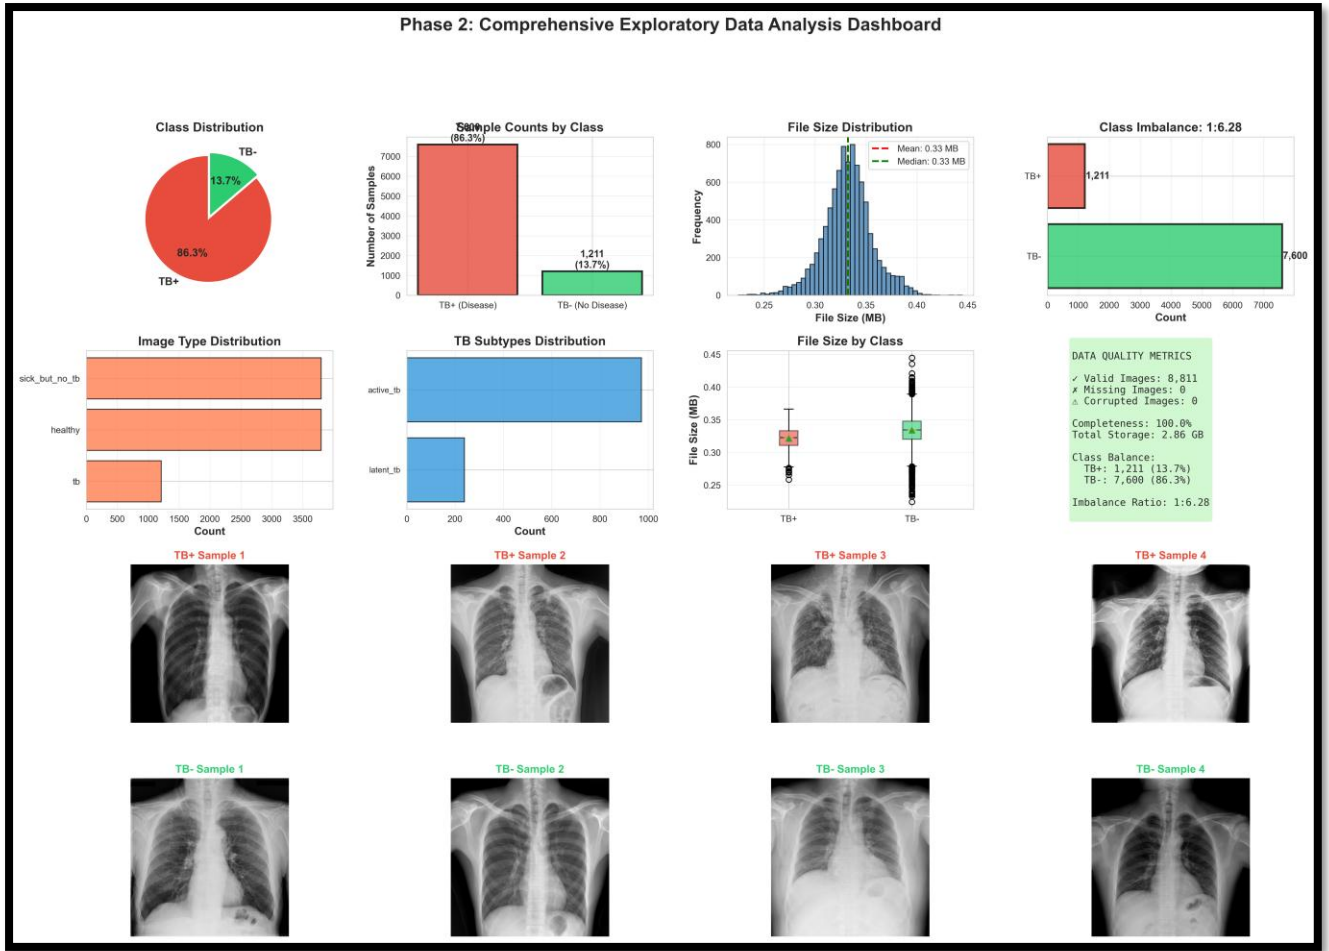 Phase 2: Comprehensive Exploratory Data Analysis Dashboard
Class Distribution
TB-
13.7%
86.3%
TB+
Sample Counts by Class
(86.3%)
Number of Samples
7000
6000
5000
4000
3000
2000
1000
0
1,211
(13.7%)
TB+ (Disease)
TB- (No Disease)
File Size Distribution
Mean: 0.33 MB
Median: 0.33 MB
Frequency
800
600
400
200
0
0.25
0.30
0.35
0.40
0.45
File Size (MB)
Class Imbalance: 1:6.28
TB+
1,211
TB-
7,600
0
1000
2000
3000
4000
5000
6000
7000
Count
Image Type Distribution
sick_but_no_tb
healthy
tb
0
500
1000
1500
2000
2500
3000
3500
Count
TB Subtypes Distribution
active_tb
latent_tb
0
200
400
600
800
1000
Count
File Size by Class
File Size (MB)
0.45
0.40
0.35
0.30
0.25
TB+
TB-
DATA QUALITY METRICS
✓ Valid Images: 8,811
✗ Missing Images: 0
⚠ Corrupted Images: 0
Completeness: 100.0%
Total Storage: 2.86 GB
Class Balance:
TB+: 1,211 (13.7%)
TB-: 7,600 (86.3%)
Imbalance Ratio: 1:6.28
TB+ Sample 1
TB+ Sample 2
TB+ Sample 3
TB+ Sample 4
TB- Sample 1
TB- Sample 2
TB- Sample 3
TB- Sample 4